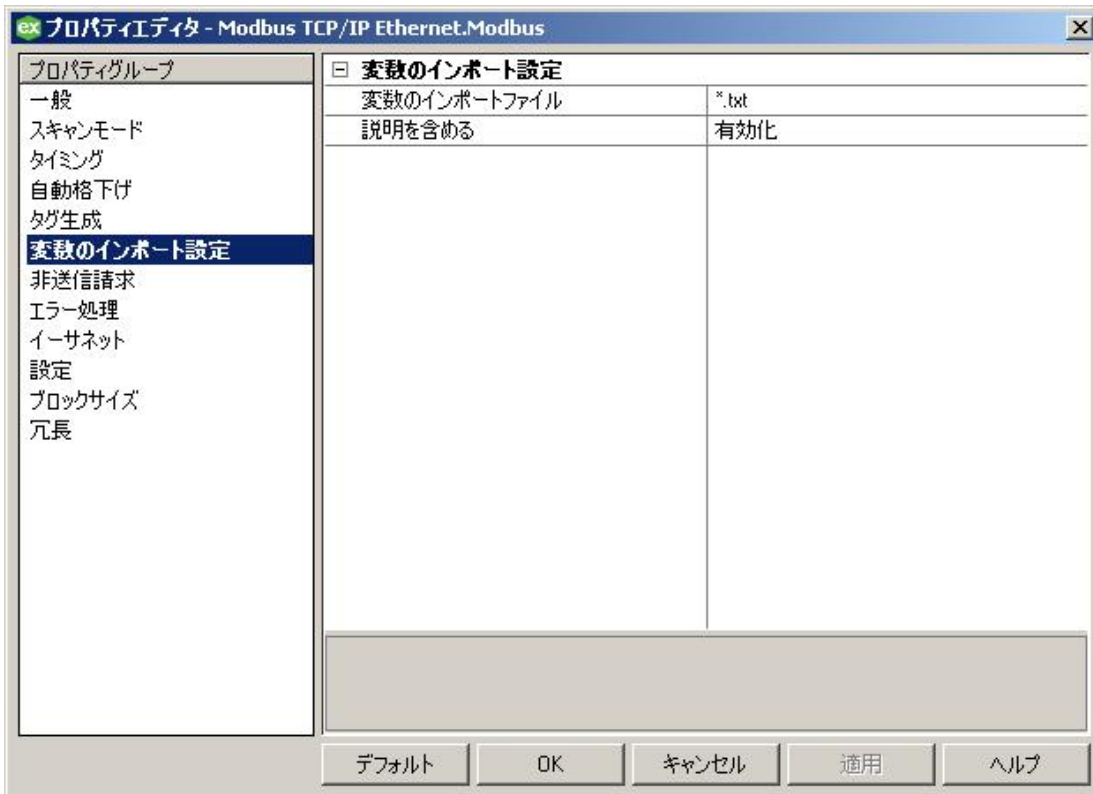 ex プロパティエディタ - Modbus TCP/IP Ethernet.Modbus
プロパティグループ
一般
スキャンモード
タイミング
自動格下げ
タグ生成
変数のインポート設定
非送信請求
エラー処理
イーサネット
設定
ブロックサイズ
冗長
変数のインポート設定
変数のインポートファイル *.txt
説明を含める 有効化
デフォルト OK キャンセル 適用 ヘルプ